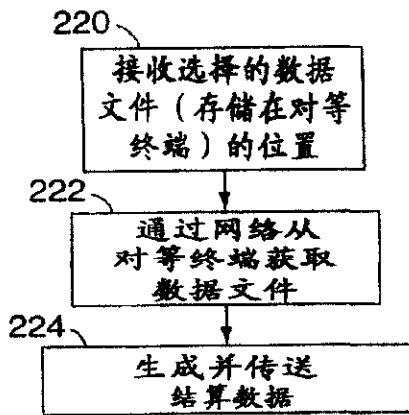 220
接收选择的数据
文件（存储在对等
终端）的位置
222
通过网络从
对等终端获取
数据文件
224
生成并传送
结算数据